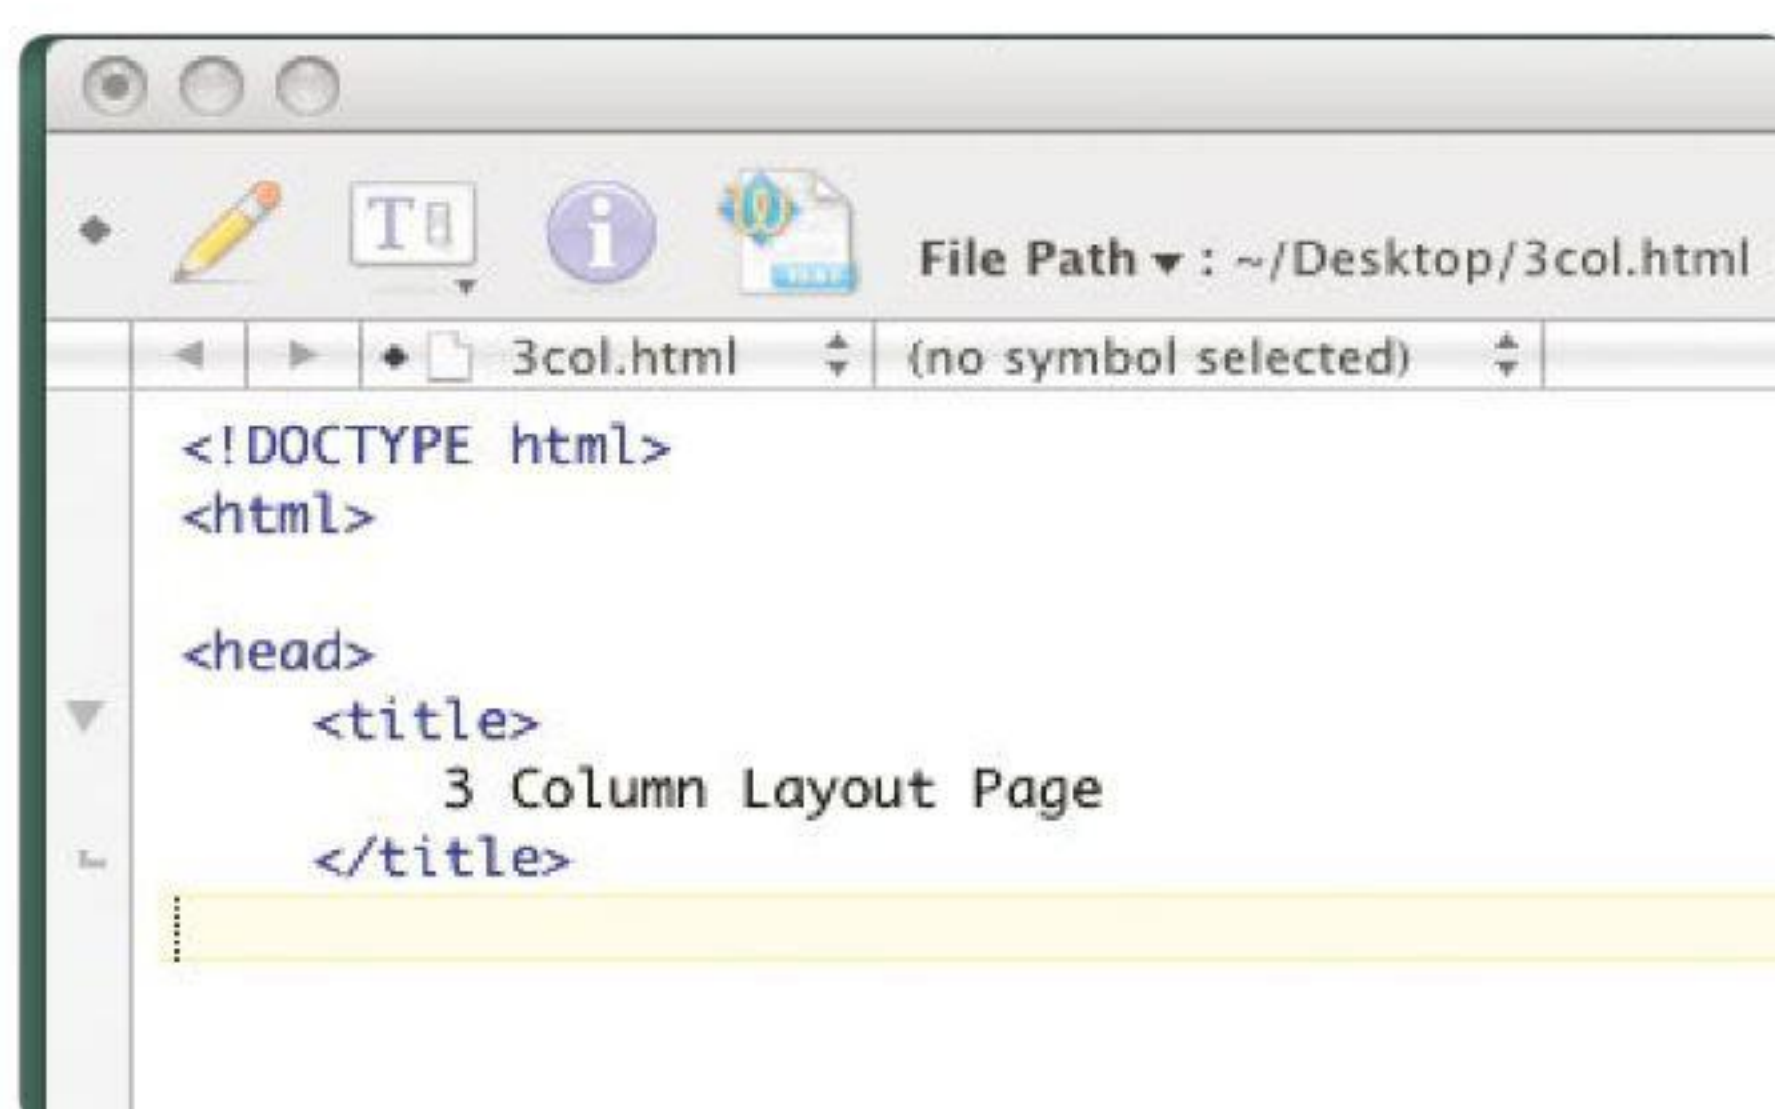 File Path : ~/Desktop/3col.html
3col.html (no symbol selected)
<!DOCTYPE html>
<html>
<head>
<title>
3 Column Layout Page
</title>